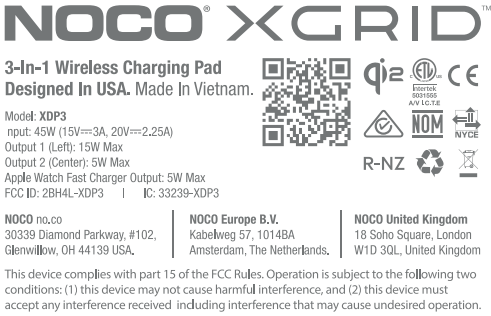 NOCO® XGRID™
3-In-1 Wireless Charging Pad
Designed In USA. Made In Vietnam.
Model: XDP3
nput: 45W (15V⎓3A, 20V⎓2.25A)
Output 1 (Left): 15W Max
Output 2 (Center): 5W Max
Apple Watch Fast Charger Output: 5W Max
FCC ID: 2BH4L-XDP3 | IC: 33239-XDP3
qi2
ETL
Intertek
5031555
A/V I.C.T.E
CE
NOM
NYCE
R-NZ
NOCO no.co
30339 Diamond Parkway, #102,
Glenwillow, OH 44139 USA.
NOCO Europe B.V.
Kabelweg 57, 1014BA
Amsterdam, The Netherlands.
NOCO United Kingdom
18 Soho Square, London
W1D 3QL, United Kingdom
This device complies with part 15 of the FCC Rules. Operation is subject to the following two
conditions: (1) this device may not cause harmful interference, and (2) this device must
accept any interference received including interference that may cause undesired operation.